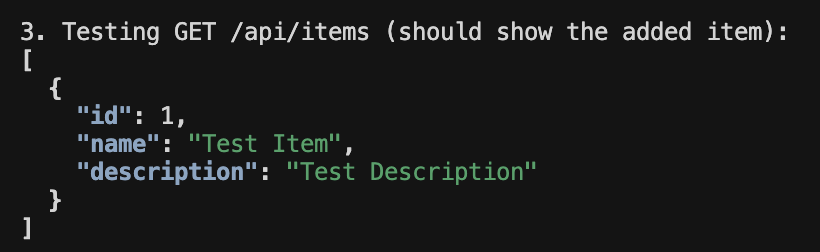 3. Testing GET /api/items (should show the added item):
[
  {
    "id": 1,
    "name": "Test Item",
    "description": "Test Description"
  }
]